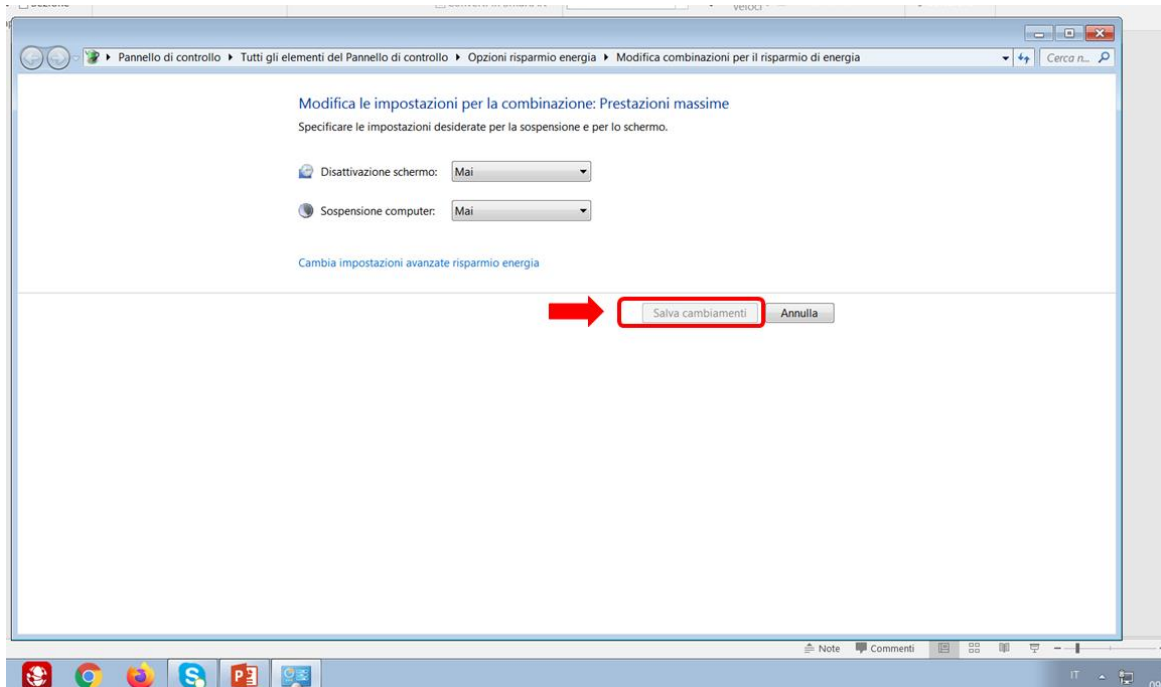 veloci
Pannello di controllo Tutti gli elementi del Pannello di controllo Opzioni risparmio energia Modifica combinazioni per il risparmio di energia Cerca n...
Modifica le impostazioni per la combinazione: Prestazioni massime
Specificare le impostazioni desiderate per la sospensione e per lo schermo.
Disattivazione schermo: Mai
Sospensione computer: Mai
Cambia impostazioni avanzate risparmio energia
Salva cambiamenti Annulla
Note Commenti
IT